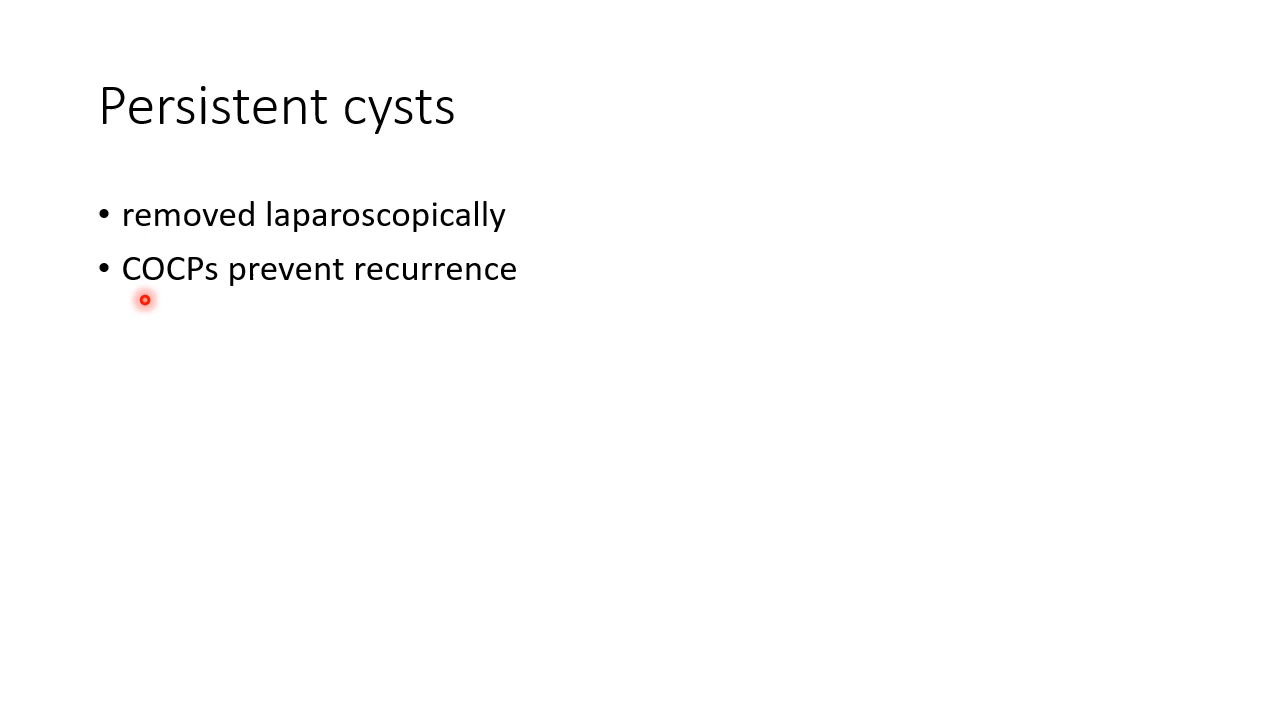 Persistent cysts
• removed laparoscopically
• COCPs prevent recurrence